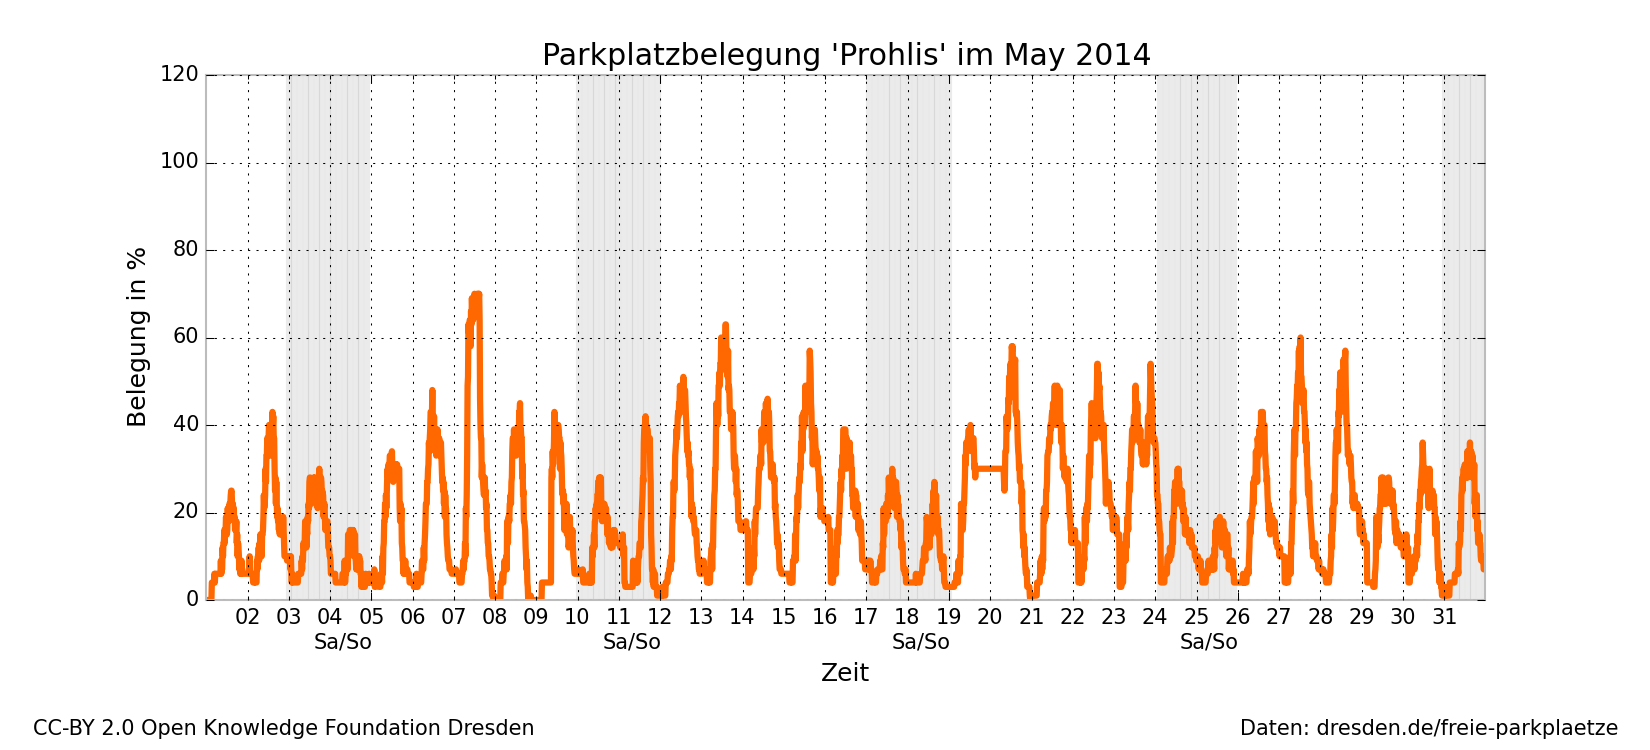 Parkplatzbelegung 'Prohlis' im May 2014
120
100
80
60
40
20
0
Belegung in %
02 03 04 05 06 07 08 09 10 11 12 13 14 15 16 17 18 19 20 21 22 23 24 25 26 27 28 29 30 31
Sa/So Sa/So Sa/So Sa/So
Zeit
CC-BY 2.0 Open Knowledge Foundation Dresden
Daten: dresden.de/freie-parkplaetze